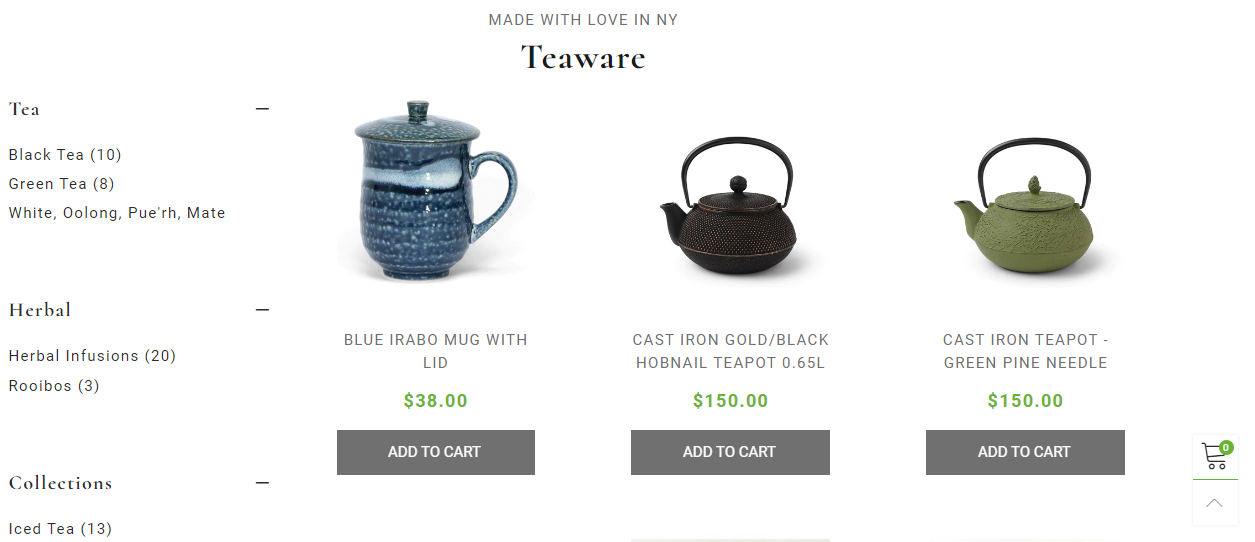 MADE WITH LOVE IN NY
Teaware
Tea
Black Tea (10)
Green Tea (8)
White, Oolong, Pue'rh, Mate
Herbal
Herbal Infusions (20)
Rooibos (3)
Collections
Iced Tea (13)
BLUE IRABO MUG WITH
LID
$38.00
ADD TO CART
CAST IRON GOLD/BLACK
HOBNAIL TEAPOT 0.65L
$150.00
ADD TO CART
CAST IRON TEAPOT -
GREEN PINE NEEDLE
$150.00
ADD TO CART
0